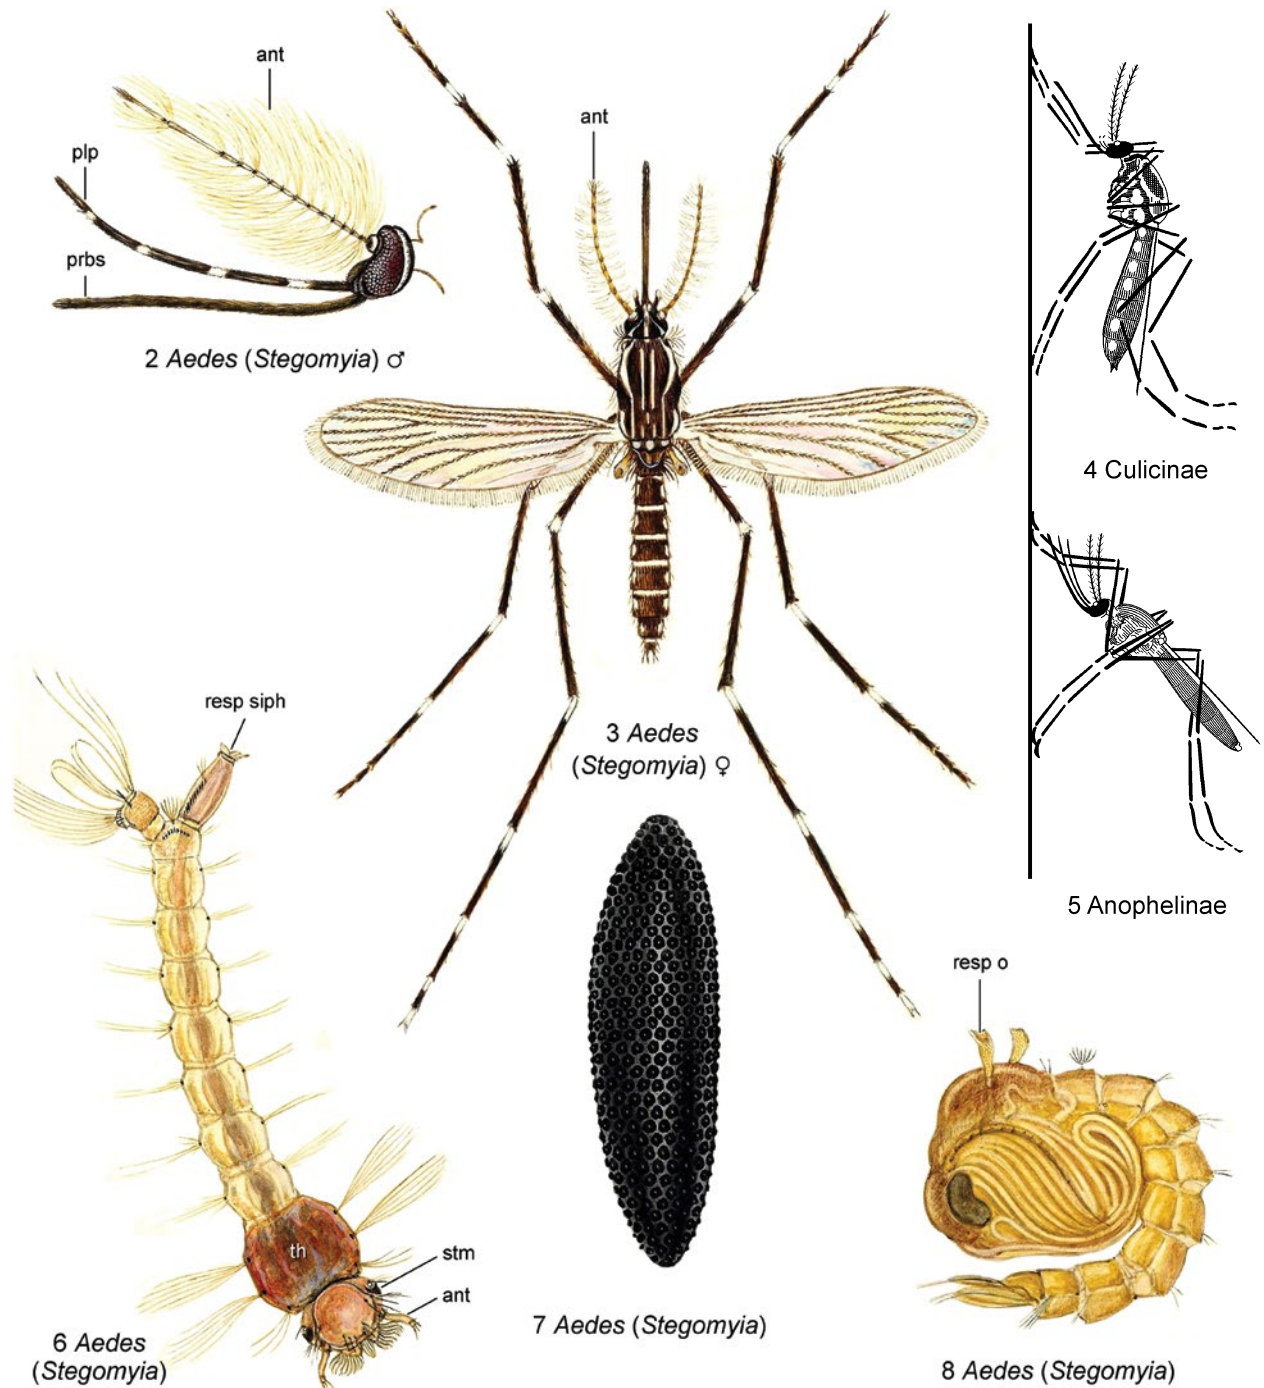 ant
plp
prbs
2 Aedes (Stegomyia) ♂
ant
3 Aedes
(Stegomyia) ♀
4 Culicinae
5 Anophelinae
resp siph
th
stm
ant
6 Aedes
(Stegomyia)
7 Aedes (Stegomyia)
resp o
8 Aedes (Stegomyia)